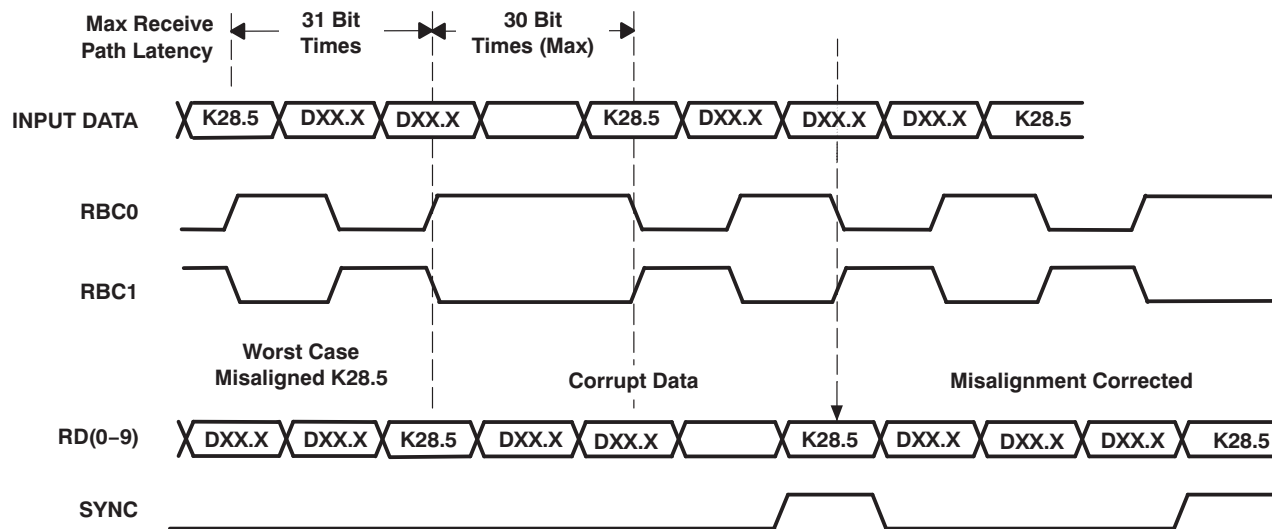 Max Receive
Path Latency
31 Bit
Times
30 Bit
Times (Max)
INPUT DATA K28.5 DXX.X DXX.X K28.5 DXX.X DXX.X DXX.X K28.5
RBC0
RBC1
Worst Case
Misaligned K28.5
Corrupt Data
Misalignment Corrected
RD(0−9) DXX.X DXX.X K28.5 DXX.X DXX.X K28.5 DXX.X DXX.X DXX.X K28.5
SYNC